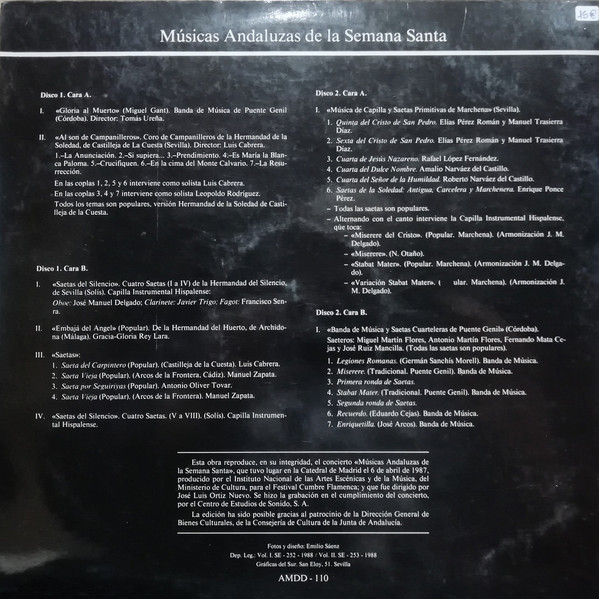 16€
Músicas Andaluzas de la Semana Santa
Disco 1. Cara A.
I. «Gloria al Muerto» (Miguel Gant). Banda de Música de Puente Genil
(Córdoba). Director: Tomás Ureña.
II. «Al son de Campanilleros». Coro de Campanilleros de la Hermandad de la
Soledad, de Castilleja de La Cuesta (Sevilla). Director: Luis Cabrera.
1.–La Anunciación. 2.–Si supiera... 3.–Prendimiento. 4.–Es María la Blan-
ca Paloma. 5.–Crucifiquen. 6.–En la cima del Monte Calvario. 7.–La Resu-
rrección.
En las coplas 1, 2, 5 y 6 interviene como solista Luis Cabrera.
En las coplas 3, 4 y 7 interviene como solista Leopoldo Rodríguez.
Todos los temas son populares, versión Hermandad de la Soledad de Casti-
lleja de la Cuesta.
Disco 1. Cara B.
I. «Saetas del Silencio». Cuatro Saetas (I a IV) de la Hermandad del Silencio,
de Sevilla (Solís). Capilla Instrumental Hispalense:
Oboe: José Manuel Delgado; Clarinete: Javier Trigo; Fagot: Francisco Sen-
ra.
II. «Embajá del Angel» (Popular). De la Hermandad del Huerto, de Archido-
na (Málaga). Gracia-Gloria Rey Lara.
III. «Saetas»:
1. Saeta del Carpintero (Popular). (Castilleja de la Cuesta). Luis Cabrera.
2. Saeta Vieja (Popular). (Arcos de la Frontera, Cádiz). Manuel Zapata.
3. Saeta por Seguiriyas (Popular). Antonio Oliver Tovar.
4. Saeta Vieja (Popular). (Arcos de la Frontera). Manuel Zapata.
IV. «Saetas del Silencio». Cuatro Saetas. (V a VIII). (Solís). Capilla Instrumen-
tal Hispalense.
Disco 2. Cara A.
I. «Música de Capilla y Saetas Primitivas de Marchena» (Sevilla).
1. Quinta del Cristo de San Pedro. Elías Pérez Román y Manuel Trasierra
Díaz.
2. Sexta del Cristo de San Pedro. Elías Pérez Román y Manuel Trasierra
Díaz.
3. Cuarta de Jesús Nazareno. Rafael López Fernández.
4. Cuarta del Dulce Nombre. Amalio Narváez del Castillo.
5. Cuarta del Señor de la Humildad. Roberto Narváez del Castillo.
6. Saetas de la Soledad: Antigua, Carcelera y Marchenera. Enrique Ponce
Pérez.
– Todas las saetas son populares.
– Alternando con el canto interviene la Capilla Instrumental Hispalense,
que toca:
– «Miserere del Cristo». (Popular. Marchena). (Armonización J. M.
Delgado).
– «Miserere». (N. Otaño).
– «Stabat Mater». (Popular. Marchena). (Armonización J. M. Delga-
do).
– «Variación Stabat Mater». ( ular. Marchena). (Armonización J.
M. Delgado).
Disco 2. Cara B.
I. «Banda de Música y Saetas Cuarteleras de Puente Genil» (Córdoba).
Saeteros: Miguel Martín Flores, Antonio Martín Flores, Fernando Mata Ce-
jas y José Ruiz Mancilla. (Todas las saetas son populares).
1. Legiones Romanas. (Germán Sanchís Morell). Banda de Música.
2. Miserere. (Tradicional. Puente Genil). Banda de Música.
3. Primera ronda de Saetas.
4. Stabat Mater. (Tradicional. Puente Genil). Banda de Música.
5. Segunda ronda de Saetas.
6. Recuerdo. (Eduardo Cejas). Banda de Música.
7. Enriquetilla. (José Arcos). Banda de Música.
Esta obra reproduce, en su integridad, el concierto «Músicas Andaluzas de
la Semana Santa», que tuvo lugar en la Catedral de Madrid el 6 de abril de 1987,
producido por el Instituto Nacional de las Artes Escénicas y de la Música, del
Ministerio de Cultura, para el Festival Cumbre Flamenca; y que fue dirigido por
José Luis Ortiz Nuevo. Se hizo la grabación en el cumplimiento del concierto,
por el Centro de Estudios de Sonido, S. A.
La edición ha sido posible gracias al patrocinio de la Dirección General de
Bienes Culturales, de la Consejería de Cultura de la Junta de Andalucía.
Fotos y diseño: Emilio Sáenz
Dep. Leg.: Vol. I. SE - 252 - 1988 / Vol. II. SE - 253 - 1988
Gráficas del Sur. San Eloy, 51. Sevilla
AMDD - 110